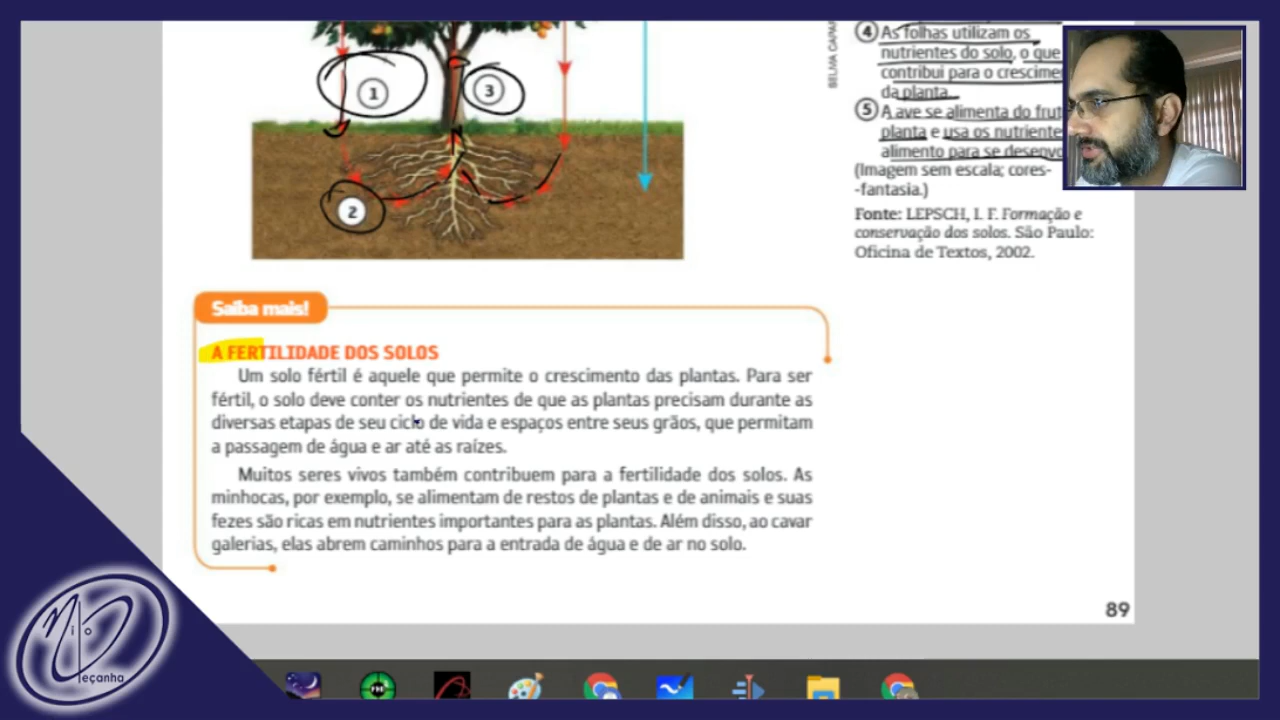 1
3
2
④ As folhas utilizam os
nutrientes do solo, o que
contribui para o
da planta.
⑤ A ave se alimenta do
planta e usa os
alimento para se
(Imagem sem escala; cores-
-fantasia.)
Fonte: LEPSCH, I. F. Formação e
conservação dos solos. São Paulo:
Oficina de Textos, 2002.
SELMA
Saiba mais!
A FERTILIDADE DOS SOLOS
Um solo fértil é aquele que permite o crescimento das plantas. Para ser
fértil, o solo deve conter os nutrientes de que as plantas precisam durante as
diversas etapas de seu ciclo de vida e espaços entre seus grãos, que permitam
a passagem de água e ar até as raízes.
Muitos seres vivos também contribuem para a fertilidade dos solos. As
minhocas, por exemplo, se alimentam de restos de plantas e de animais e suas
fezes são ricas em nutrientes importantes para as plantas. Além disso, ao cavar
galerias, elas abrem caminhos para a entrada de água e de ar no solo.
89